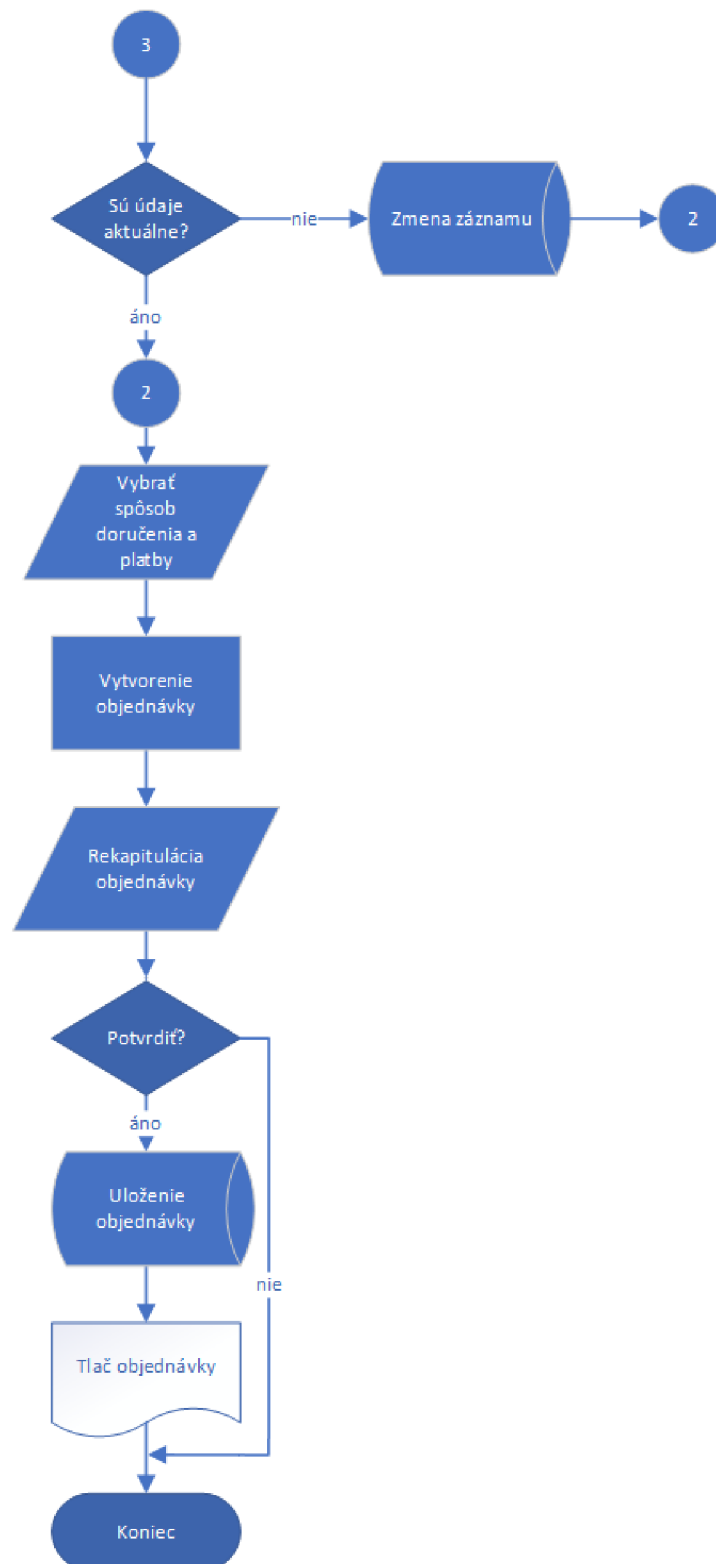 3
Sú údaje
aktuálne?
nie
Zmena záznamu
2
áno
2
Vybrať
spôsob
doručenia a
platby
Vytvorenie
objednávky
Rekapitulácia
objednávky
Potvrdiť?
áno
Uloženie
objednávky
nie
Tlač objednávky
Koniec